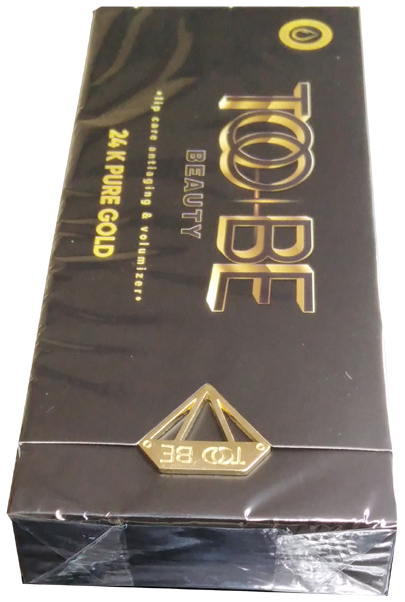 TOO BE
BEAUTY
•lip care antiaging & volumizer•
24 K PURE GOLD
TOO BE